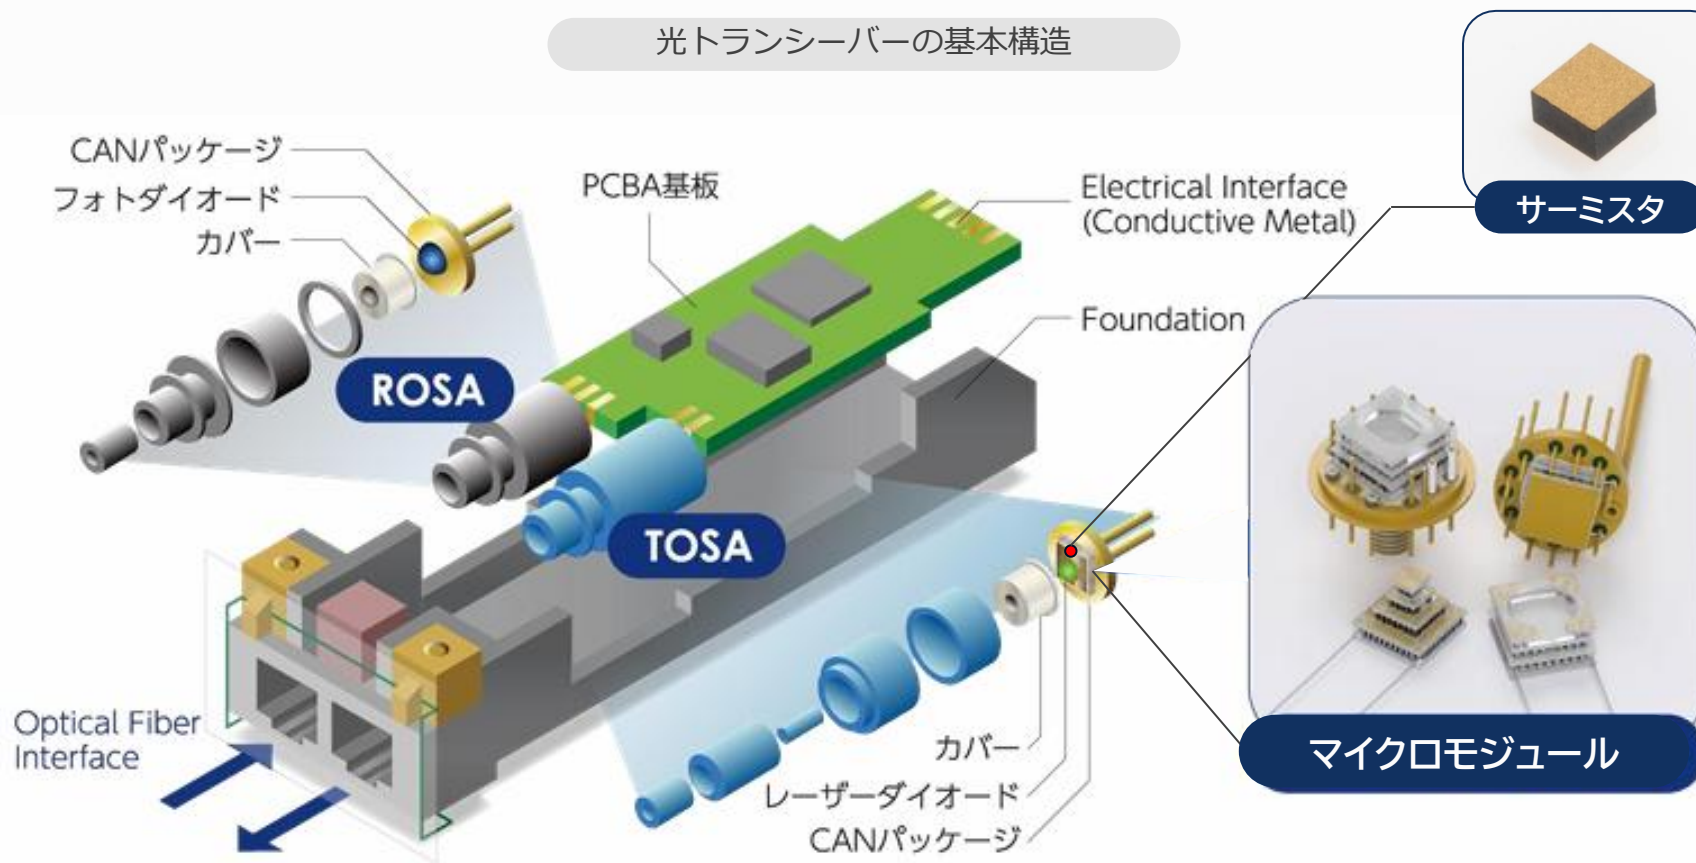 光トランシーバーの基本構造
CANパッケージ
フォトダイオード
カバー
PCBA基板
Electrical Interface
(Conductive Metal)
サーミスタ
Foundation
ROSA
TOSA
Optical Fiber
Interface
カバー
レーザーダイオード
CANパッケージ
マイクロモジュール